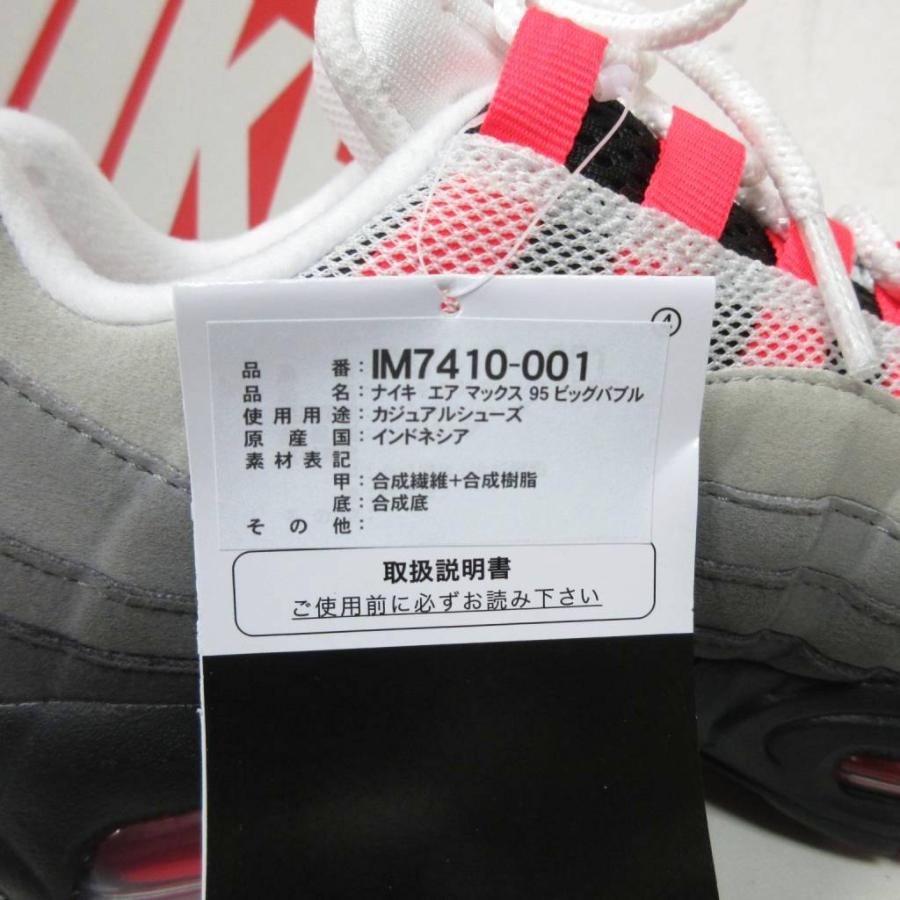 NIK
④
品番：IM7410-001
品名：ナイキ エア マックス 95 ビッグバブル
使用用途：カジュアルシューズ
原産国：インドネシア
素材表記
甲：合成繊維+合成樹脂
底：合成底
その他：
取扱説明書
ご使用前に必ずお読み下さい